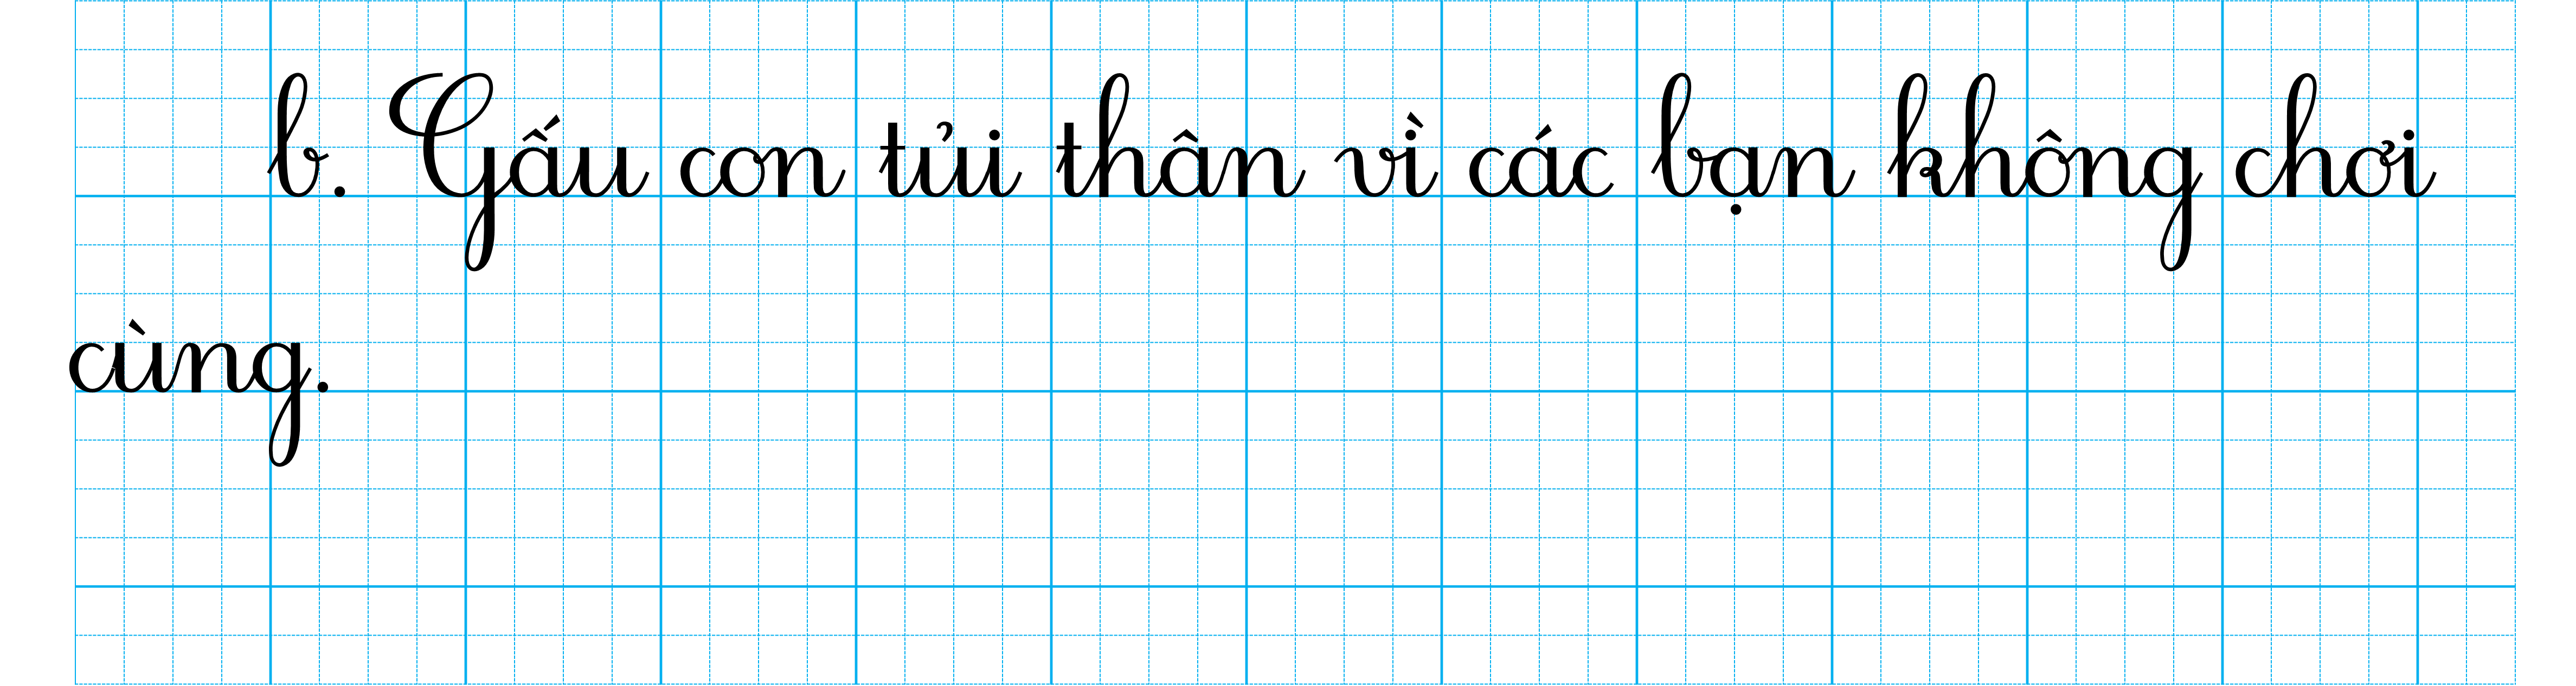 b. Gấu con tủi thân vì các bạn không chơi
cùng.